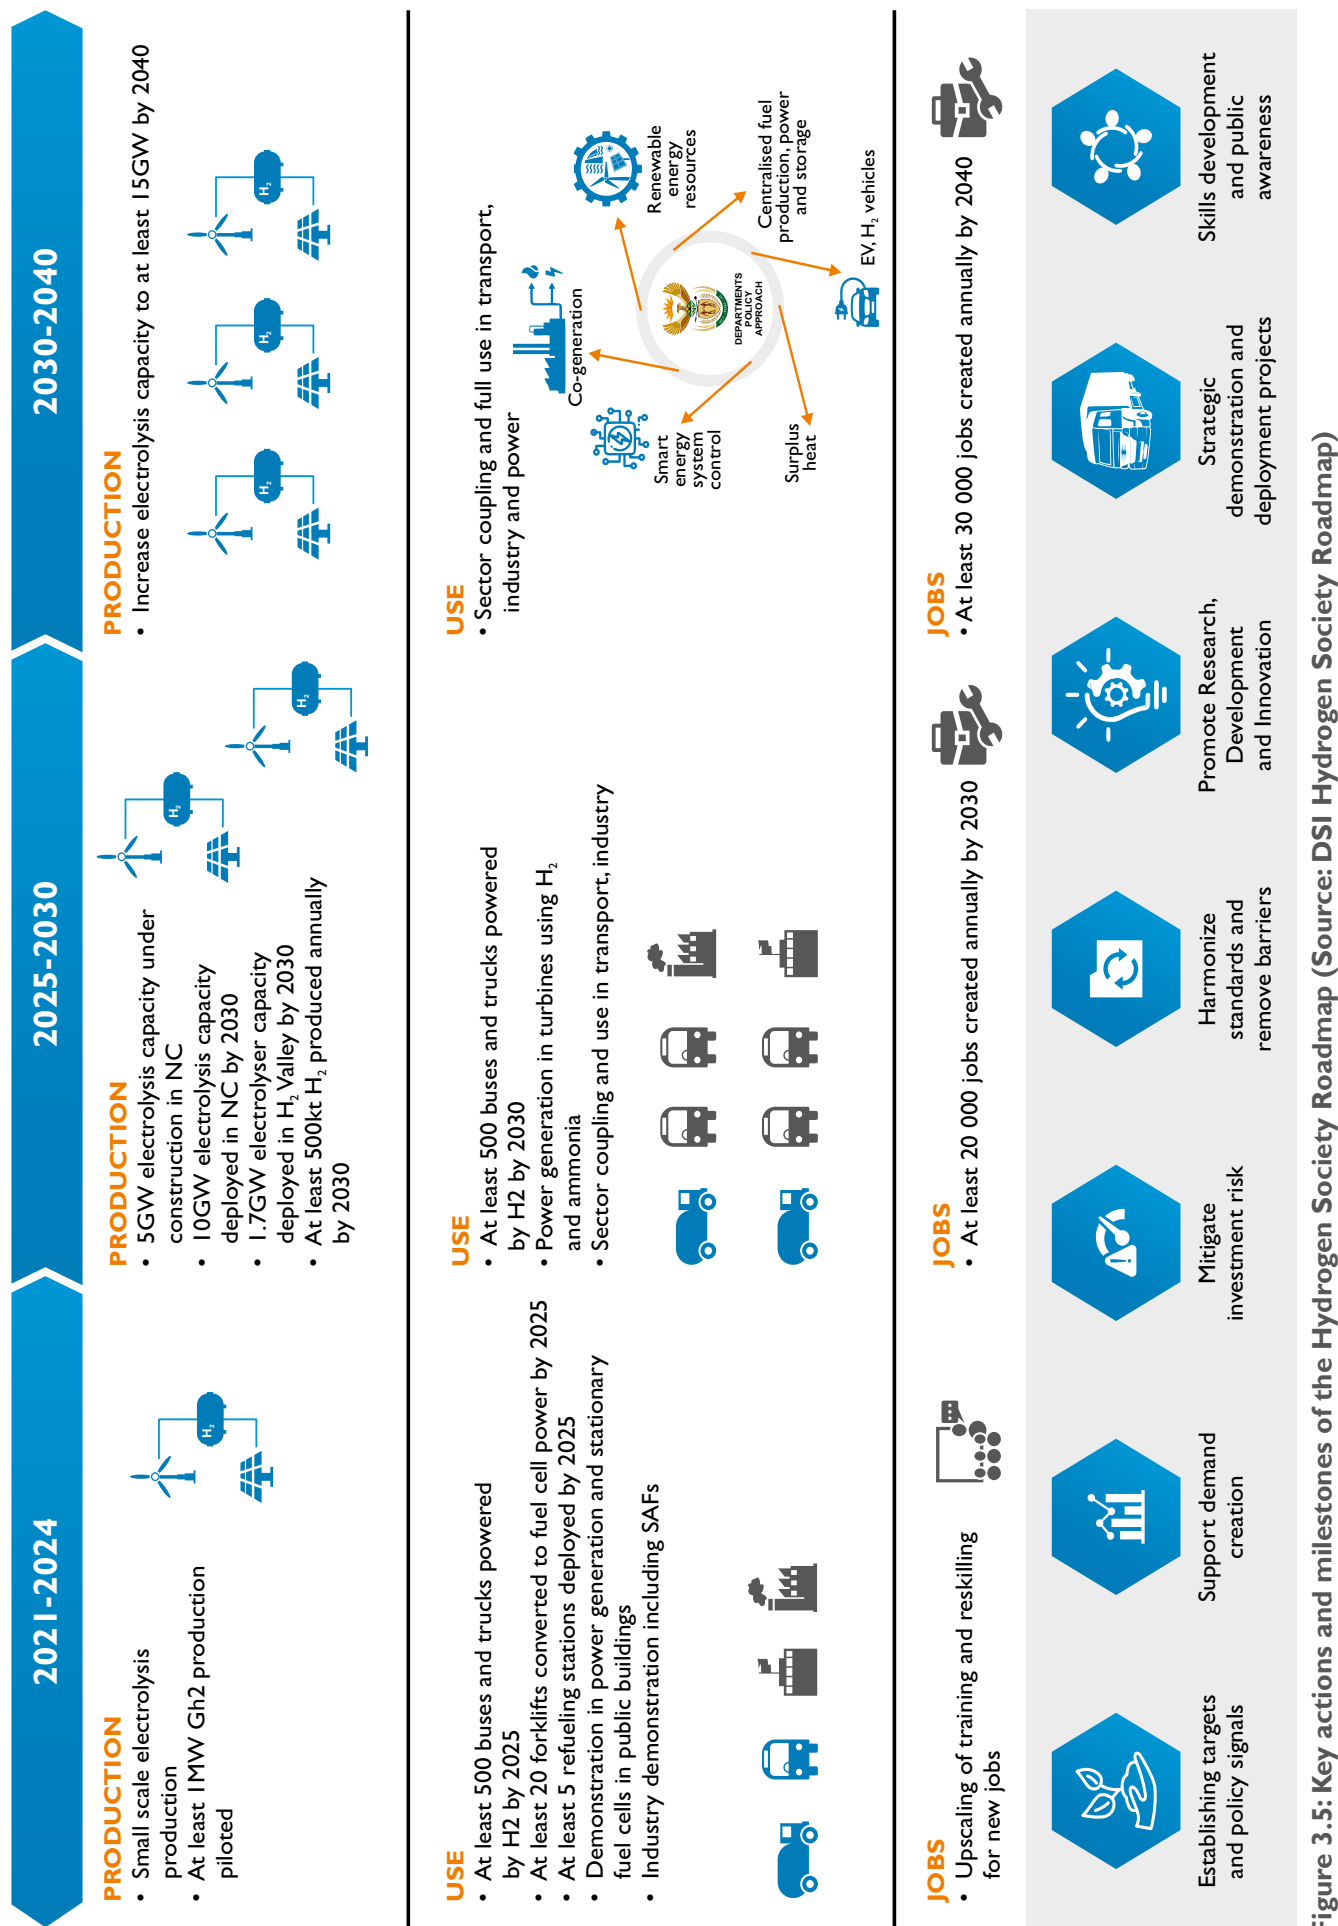 2021-2024
2025-2030
2030-2040
PRODUCTION
• Small scale electrolysis
production
• At least 1MW Gh2 production
piloted
H₂
PRODUCTION
• 5GW electrolysis capacity under
construction in NC
• 10GW electrolysis capacity
deployed in NC by 2030
• 1.7GW electrolyser capacity
deployed in H₂ Valley by 2030
• At least 500kt H₂ produced annually
by 2030
H₂
H₂
PRODUCTION
• Increase electrolysis capacity to at least 15GW by 2040
H₂
H₂
H₂
USE
• At least 500 buses and trucks powered
by H2 by 2025
• At least 20 forklifts converted to fuel cell power by 2025
• At least 5 refueling stations deployed by 2025
• Demonstration in power generation and stationary
fuel cells in public buildings
• Industry demonstration including SAFs
USE
• At least 500 buses and trucks powered
by H2 by 2030
• Power generation in turbines using H₂
and ammonia
• Sector coupling and use in transport, industry
USE
• Sector coupling and full use in transport,
industry and power
Co-generation
Renewable
energy
resources
Smart
energy
system
control
DEPARTMENTS
POLICY
APPROACH
Centralised fuel
production, power
and storage
Surplus
heat
EV, H₂ vehicles
JOBS
• Upscaling of training and reskilling
for new jobs
JOBS
• At least 20 000 jobs created annually by 2030
JOBS
• At least 30 000 jobs created annually by 2040
Establishing targets
and policy signals
Support demand
creation
Mitigate
investment risk
Harmonize
standards and
remove barriers
Promote Research,
Development
and Innovation
Strategic
demonstration and
deployment projects
Skills development
and public
awareness
Figure 3.5: Key actions and milestones of the Hydrogen Society Roadmap (Source: DSI Hydrogen Society Roadmap)